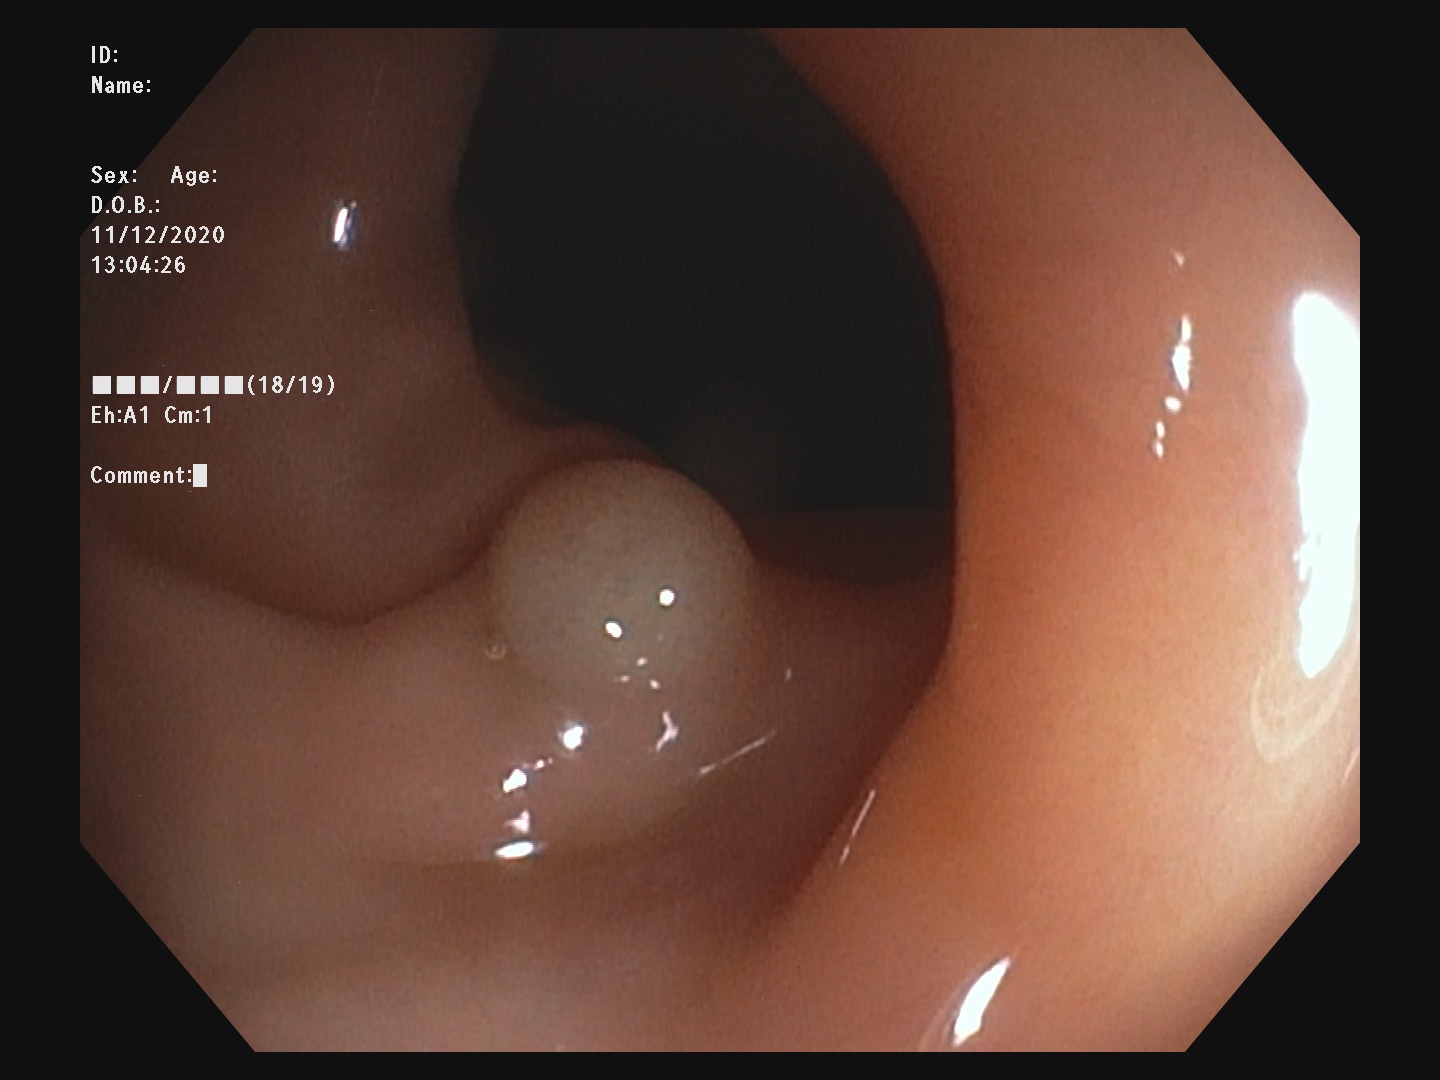 ID:
Name:
Sex: Age:
D.O.B.:
11/12/2020
13:04:26
■■■/■■■(18/19)
Eh:A1 Cm:1
Comment: